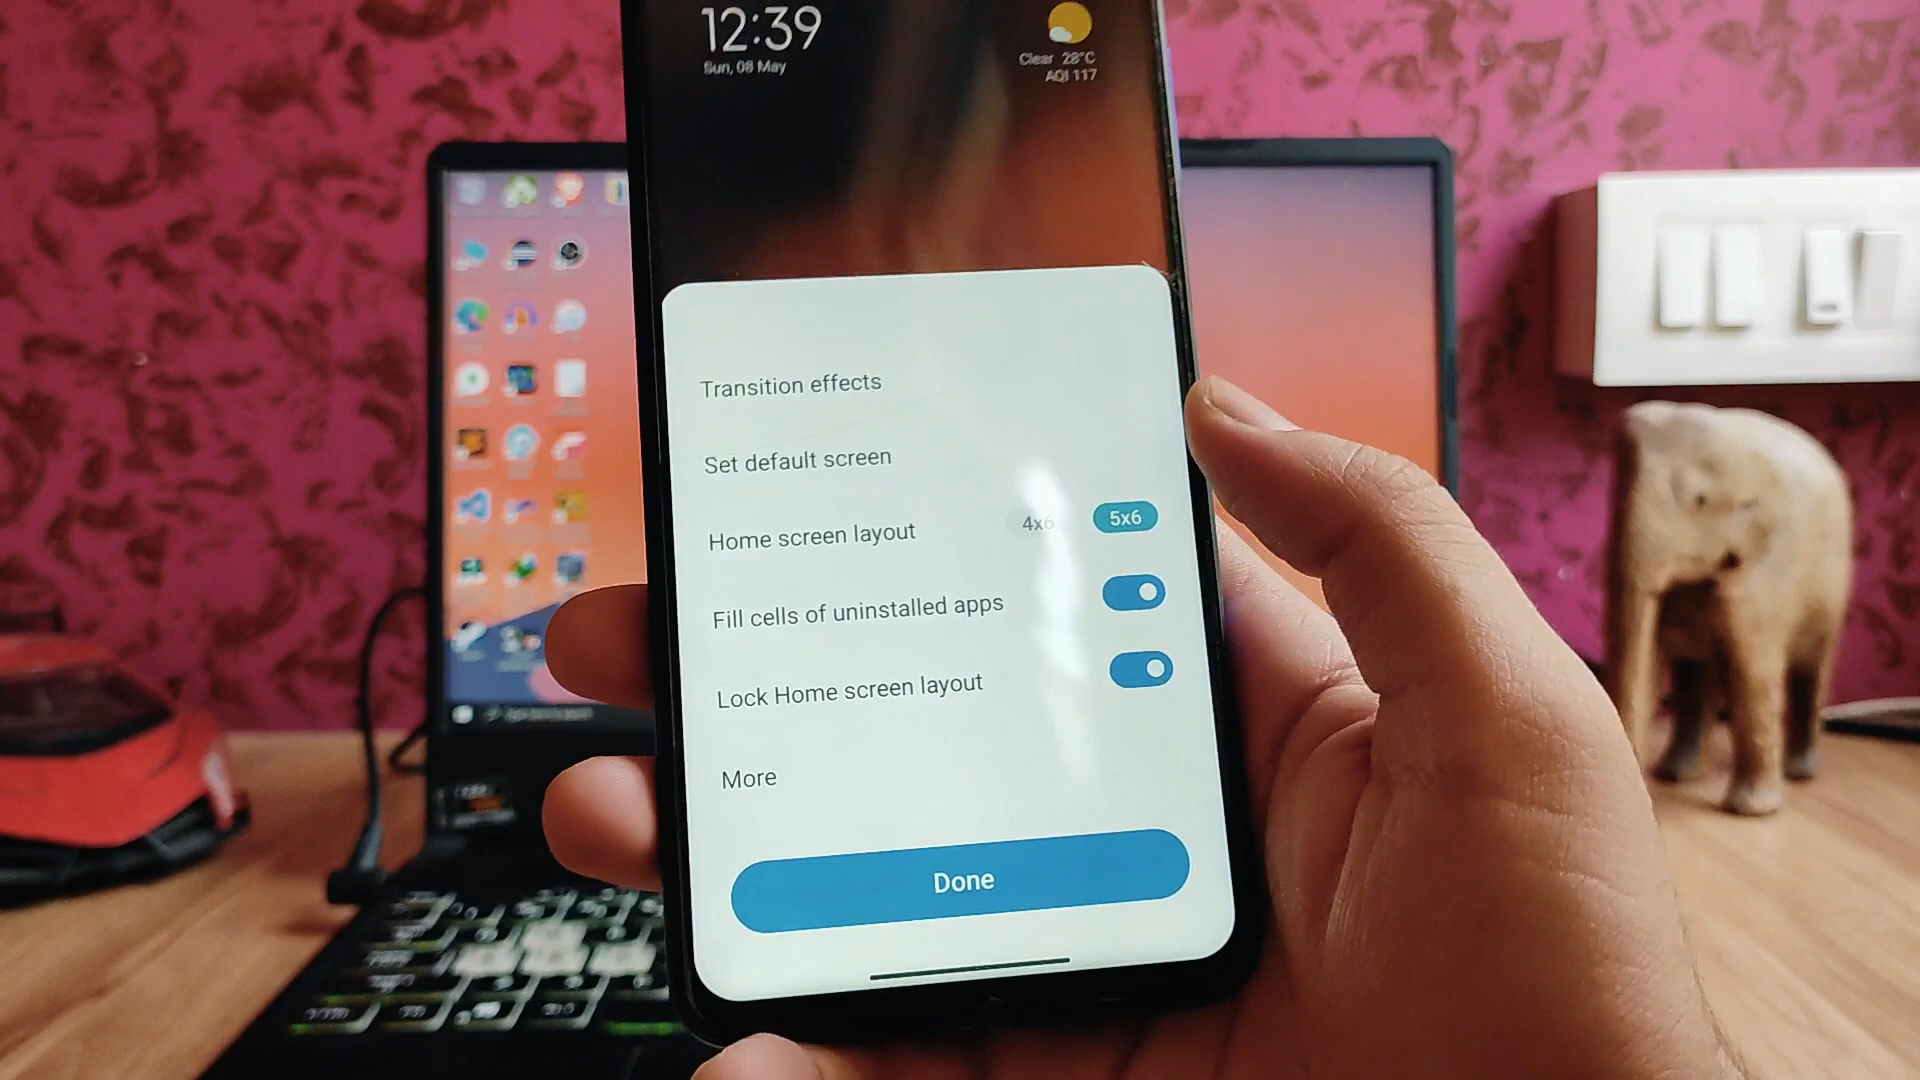 12:39
Sun, 08 May
Clear 28°C
AQI 117
Transition effects
Set default screen
Home screen layout 4x6 5x6
Fill cells of uninstalled apps
Lock Home screen layout
More
Done